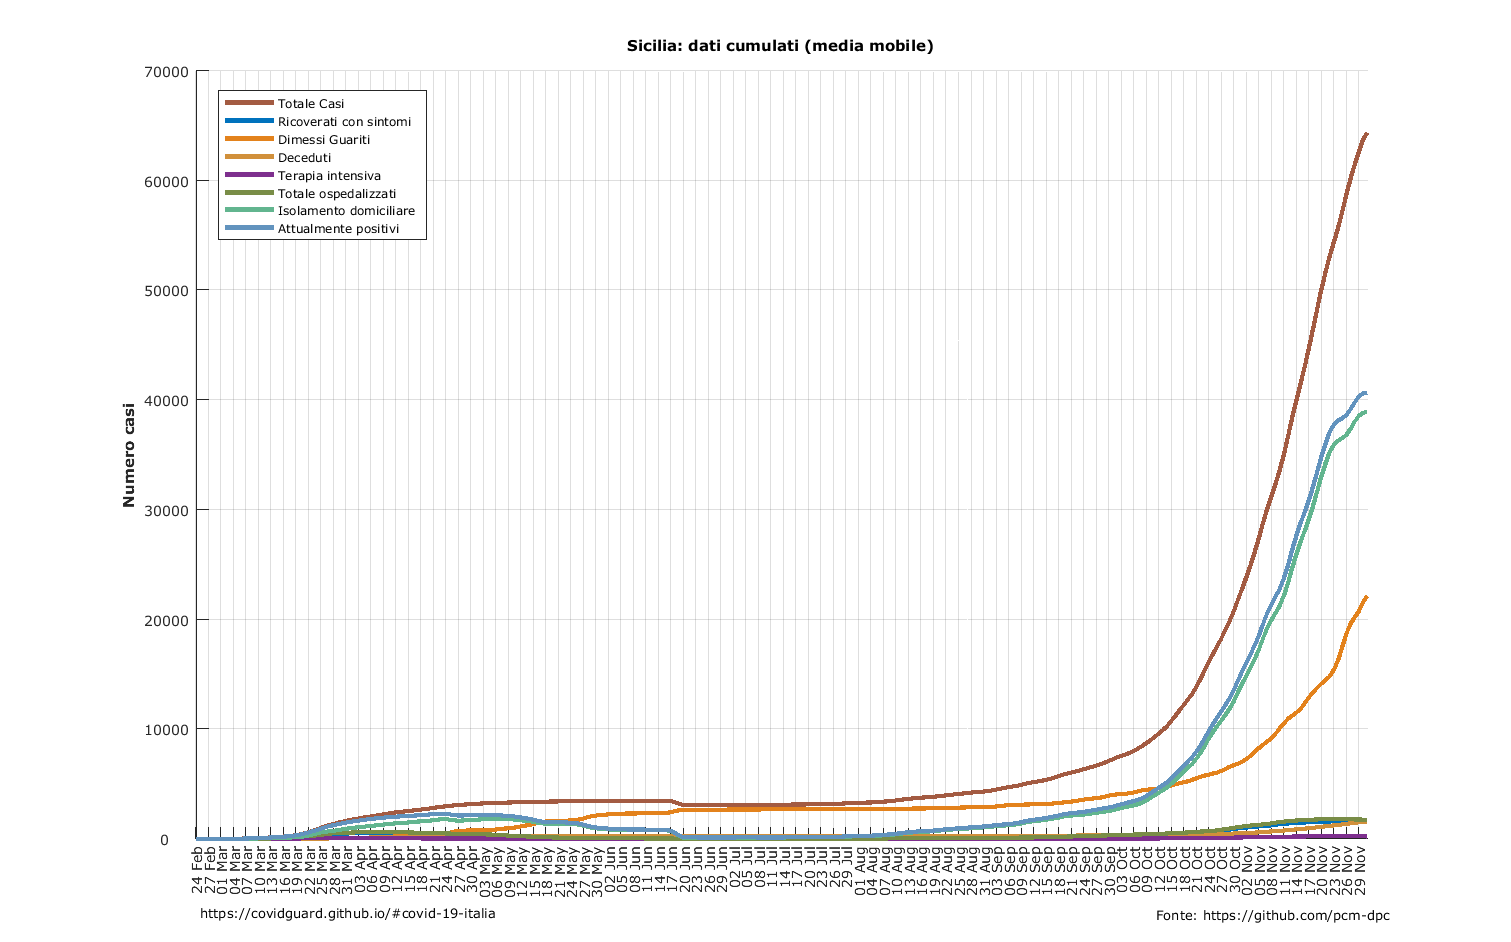 Sicilia: dati cumulati (media mobile)
70000
60000
50000
40000
30000
20000
10000
0
Numero casi
Totale Casi
Ricoverati con sintomi
Dimessi Guariti
Deceduti
Terapia intensiva
Totale ospedalizzati
Isolamento domiciliare
Attualmente positivi
24 Feb
27 Feb
01 Mar
04 Mar
07 Mar
10 Mar
13 Mar
16 Mar
19 Mar
22 Mar
25 Mar
28 Mar
31 Mar
03 Apr
06 Apr
09 Apr
12 Apr
15 Apr
18 Apr
21 Apr
24 Apr
27 Apr
30 Apr
03 May
06 May
09 May
12 May
15 May
18 May
21 May
24 May
27 May
30 May
02 Jun
05 Jun
08 Jun
11 Jun
14 Jun
17 Jun
20 Jun
23 Jun
26 Jun
29 Jun
02 Jul
05 Jul
08 Jul
11 Jul
14 Jul
17 Jul
20 Jul
23 Jul
26 Jul
29 Jul
01 Aug
04 Aug
07 Aug
10 Aug
13 Aug
16 Aug
19 Aug
22 Aug
25 Aug
28 Aug
31 Aug
03 Sep
06 Sep
09 Sep
12 Sep
15 Sep
18 Sep
21 Sep
24 Sep
27 Sep
30 Sep
03 Oct
06 Oct
09 Oct
12 Oct
15 Oct
18 Oct
21 Oct
24 Oct
27 Oct
30 Oct
02 Nov
05 Nov
08 Nov
11 Nov
14 Nov
17 Nov
20 Nov
23 Nov
26 Nov
29 Nov
https://covidguard.github.io/#covid-19-italia
Fonte: https://github.com/pcm-dpc